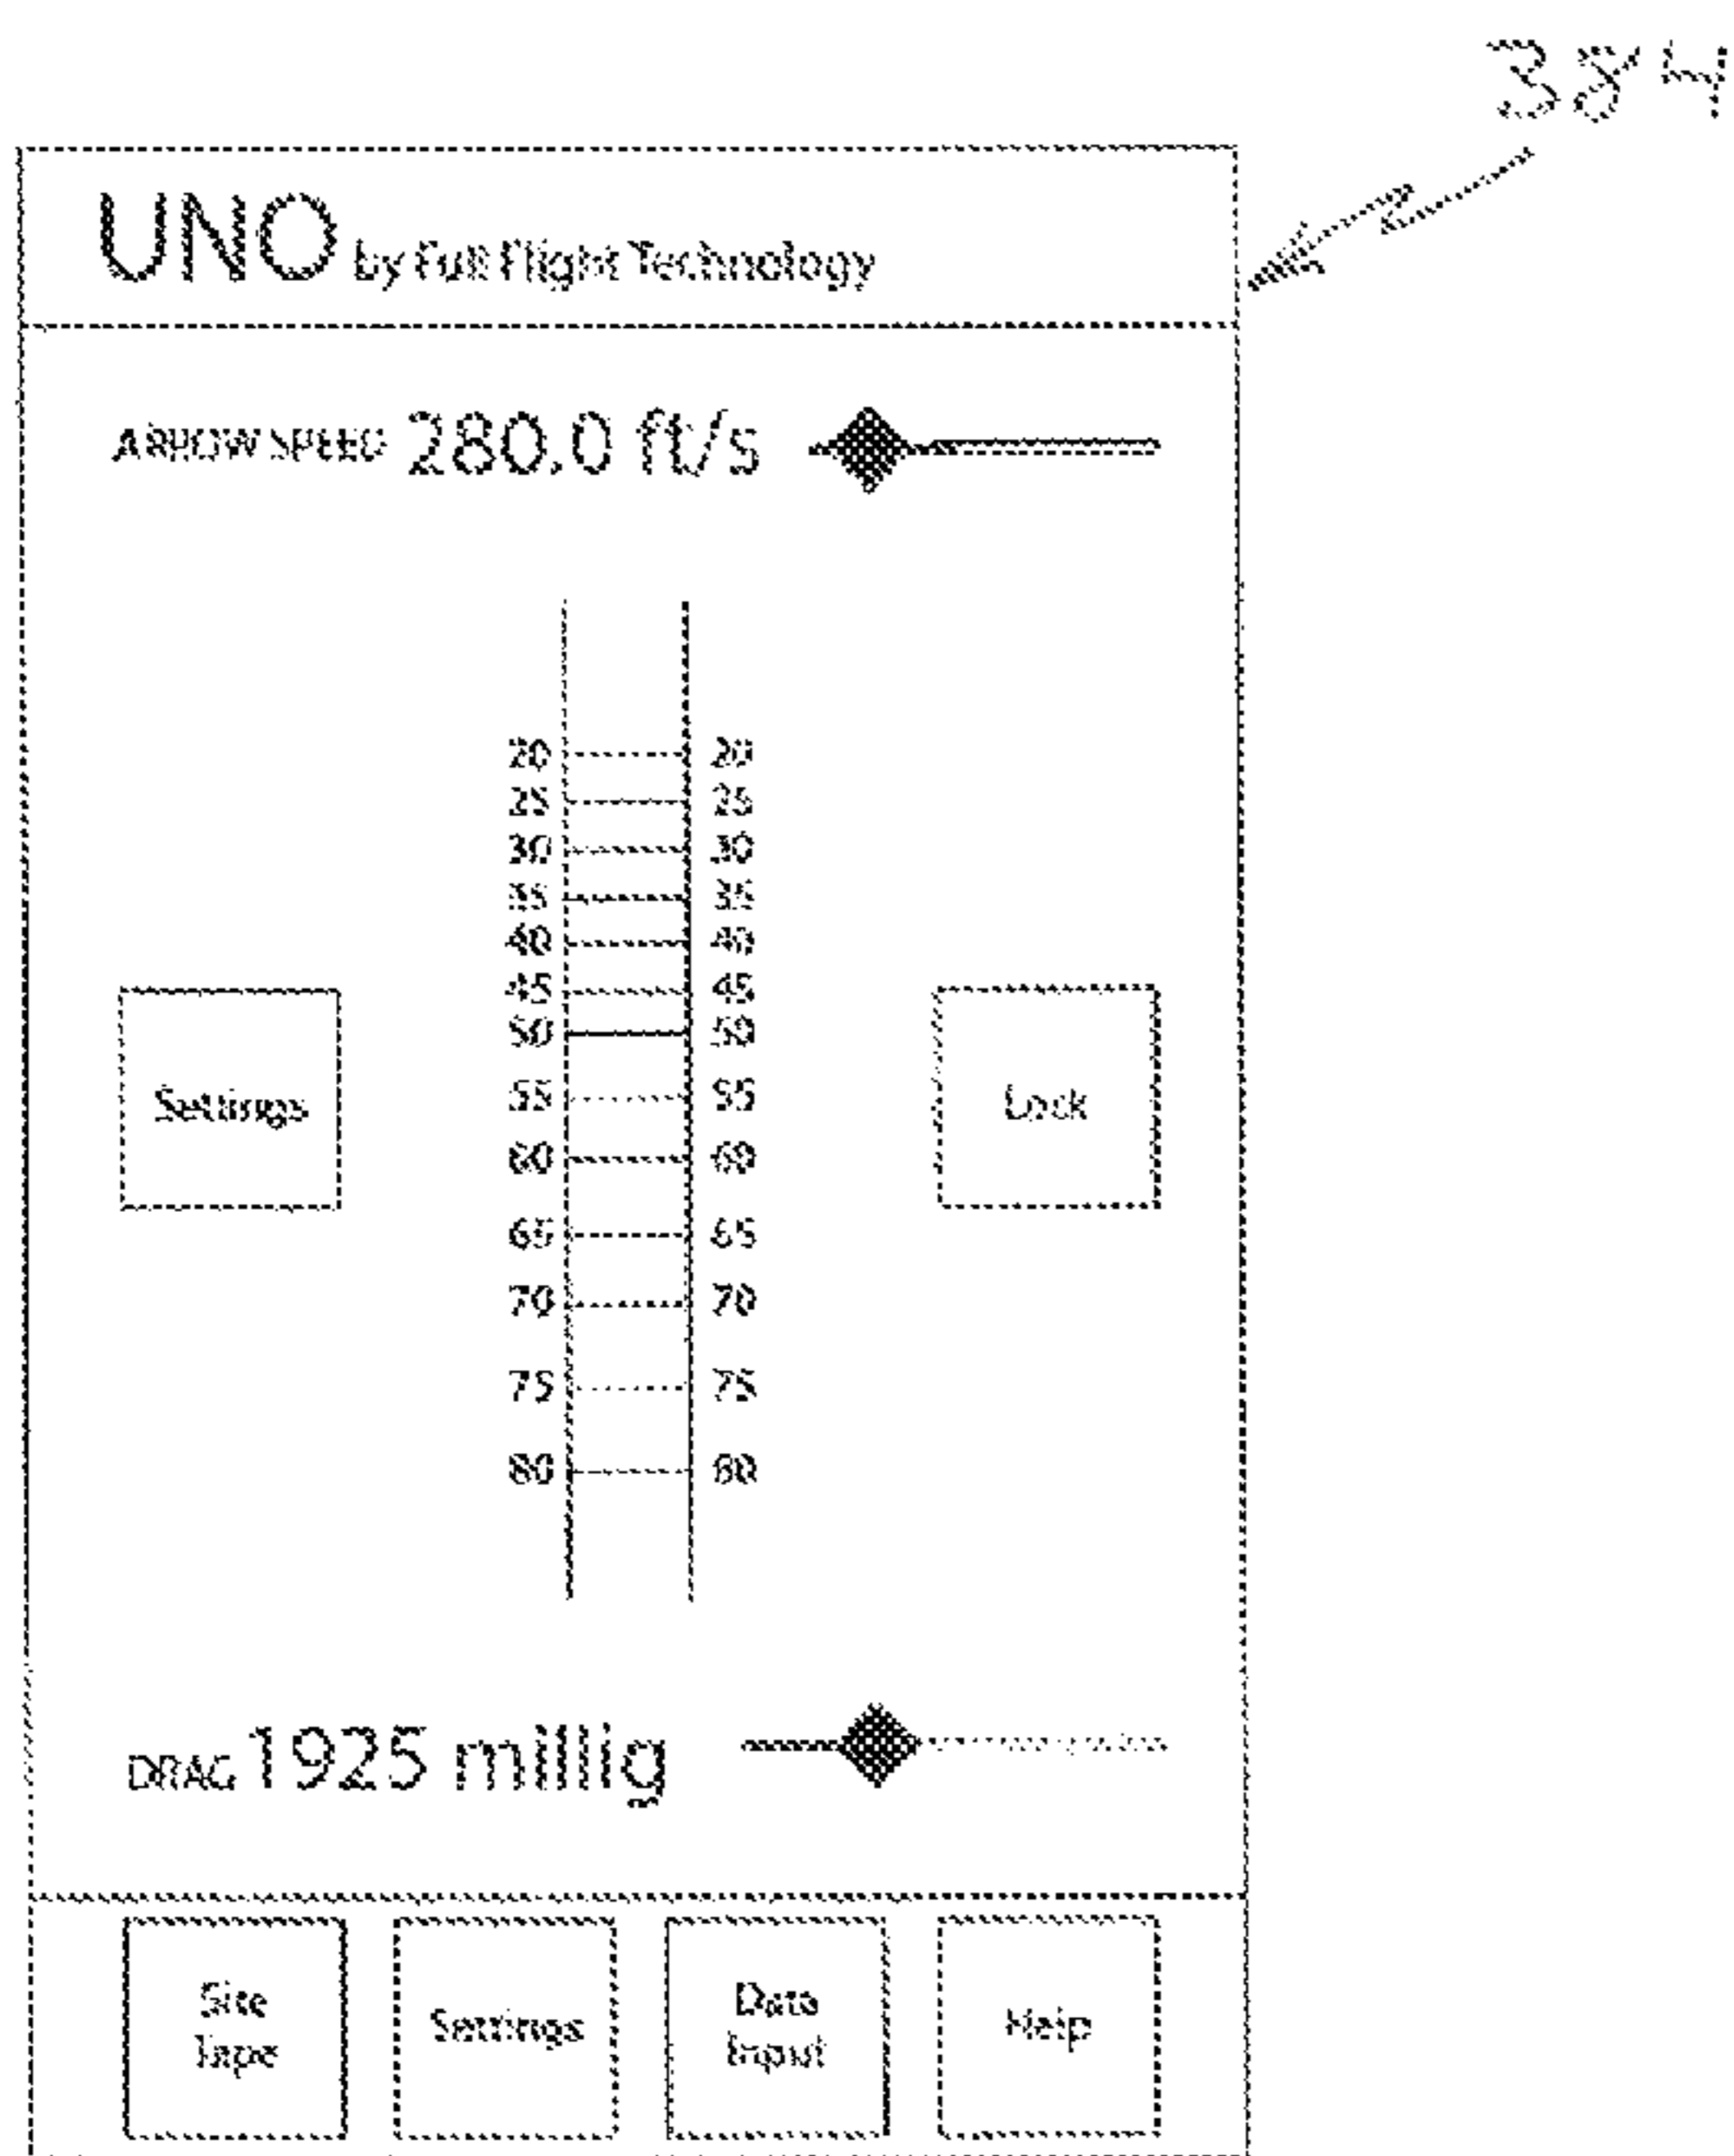 384
UNO by Full Flight Technology
ARROW SPEED 280.0 ft/s
20 20
25 25
30 30
35 35
40 40
45 45
50 50
55 55
60 60
65 65
70 70
75 75
80 80
Settings
Lock
DRAG 1925 millig
Site
Tape
Settings
Data
Input
Help